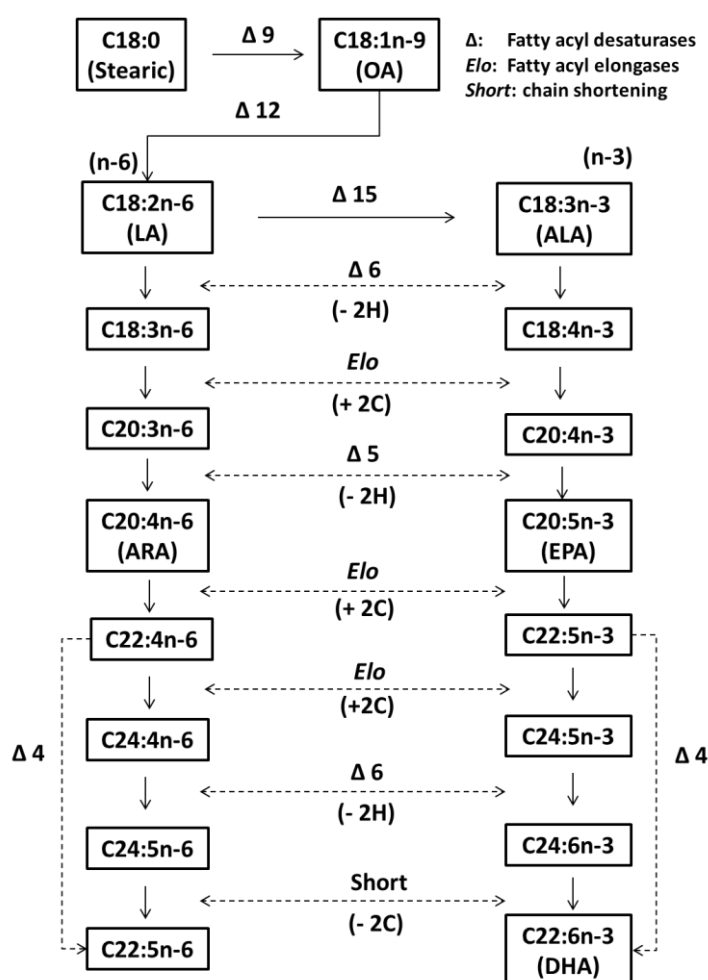 C18:0
(Stearic)
Δ 9
C18:1n-9
(OA)
Δ: Fatty acyl desaturases
Elo: Fatty acyl elongases
Short: chain shortening
Δ 12
(n-6)
(n-3)
C18:2n-6
(LA)
Δ 15
C18:3n-3
(ALA)
Δ 6
(- 2H)
C18:3n-6
C18:4n-3
Elo
(+ 2C)
C20:3n-6
C20:4n-3
Δ 5
(- 2H)
C20:4n-6
(ARA)
C20:5n-3
(EPA)
Elo
(+ 2C)
C22:4n-6
C22:5n-3
Elo
(+2C)
C24:4n-6
C24:5n-3
Δ 4
Δ 4
Δ 6
(- 2H)
C24:5n-6
C24:6n-3
Short
(- 2C)
C22:5n-6
C22:6n-3
(DHA)